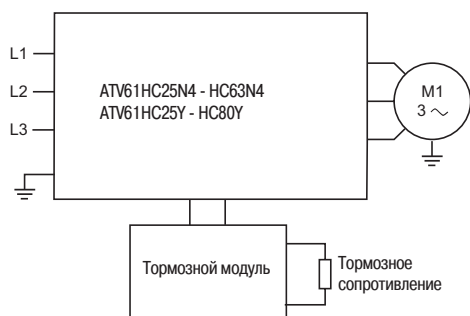 L1
L2
L3
ATV61HC25N4 - HC63N4
ATV61HC25Y - HC80Y
M1
3 ~
Тормозной модуль
Тормозное
сопротивление